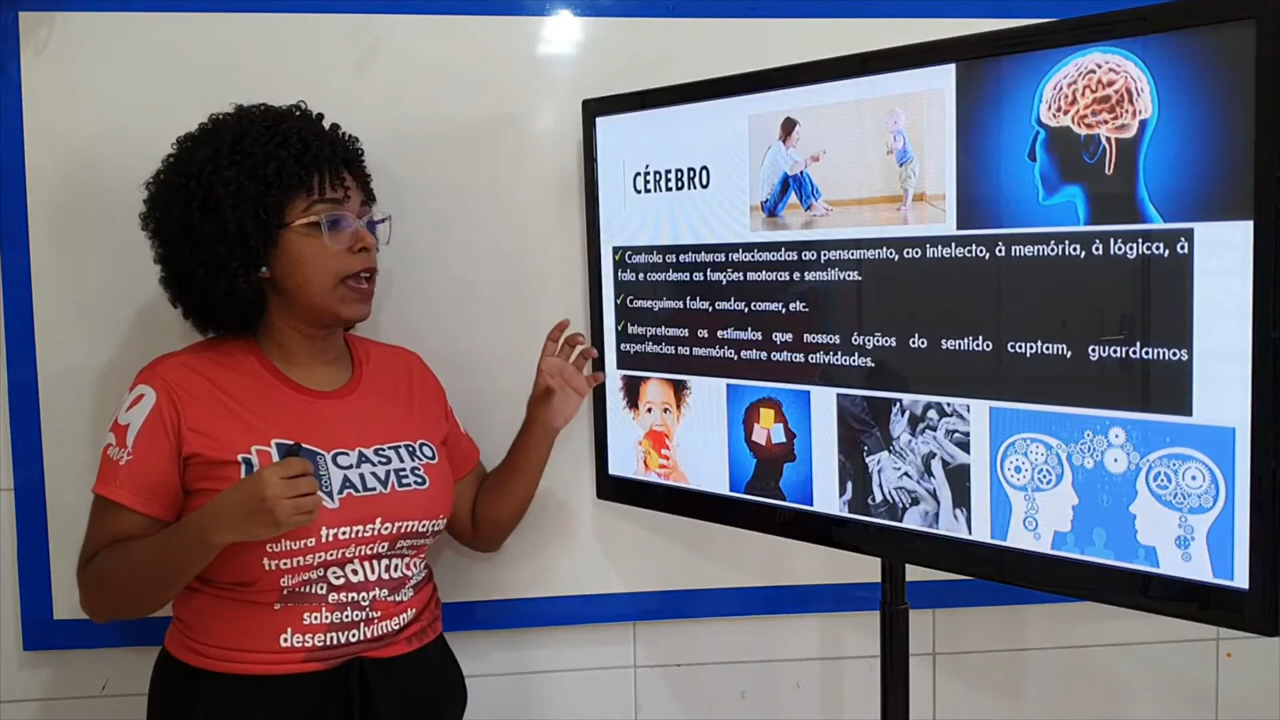 CÉREBRO
✓ Controla as estruturas relacionadas ao pensamento, ao intelecto, à memória, à lógica, à
fala e coordena as funções motoras e sensitivas.
✓ Conseguimos falar, andar, comer, etc.
✓ Interpretamos os estímulos que nossos órgãos do sentido captam, guardamos
experiências na memória, entre outras atividades.
COLÉGIO
CASTRO
ALVES
cultura transformação
transparência
diálogo educação
esporte
sabedoria
desenvolvimento